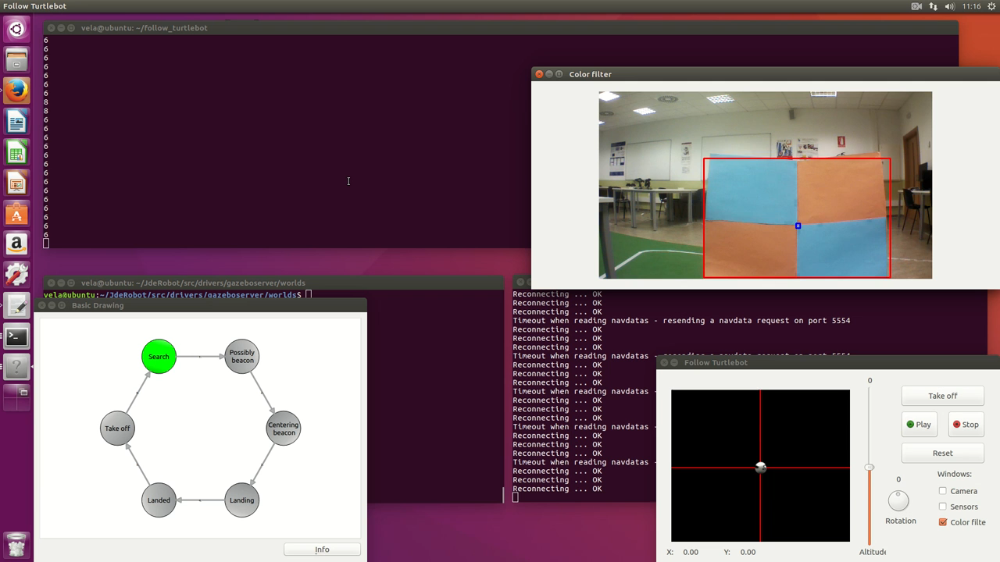 Follow Turtlebot
11:16
vela@ubuntu: ~/follow_turtlebot
6
6
6
6
6
6
6
8
8
6
6
6
6
6
6
6
6
6
6
6
6
6
6
Color filter
vela@ubuntu: ~/JdeRobot/src/drivers/gazeboserver/worlds
vela@ubuntu:~/JdeRobot/src/drivers/gazeboserver/worlds$
Basic Drawing
Search
Possibly
beacon
Take off
Centering
beacon
Landed
Landing
Info
Reconnecting ... OK
Reconnecting ... OK
Reconnecting ... OK
Timeout when reading navdatas - resending a navdata request on port 5554
Reconnecting ... OK
Reconnecting ... OK
Reconnecting ... OK
Timeout when reading navdatas - resending a navdata request on port 5554
Reconnecting ... OK
Reconnecting ... OK
Reconnecting ... OK
Timeout when reading navdatas -
Reconnecting ... OK
Reconnecting ... OK
Reconnecting ... OK
Timeout when reading navdatas -
Reconnecting ... OK
Reconnecting ... OK
Reconnecting ... OK
Timeout when reading navdatas -
Reconnecting ... OK
Reconnecting ... OK
Reconnecting ... OK
Follow Turtlebot
0
Take off
Play
Stop
Reset
0
Windows:
Camera
Sensors
Rotation
Color filte
X: 0.00 Y: 0.00
Altitude